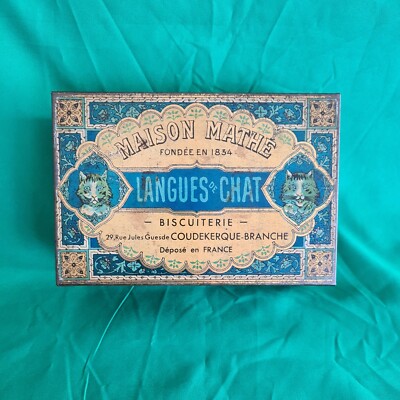 MAISON MATHE
FONDÉE EN 1834
LANGUES DE CHAT
— BISCUITERIE —
29, Rue Jules Guesde COUDEKERQUE-BRANCHE
Déposé en FRANCE